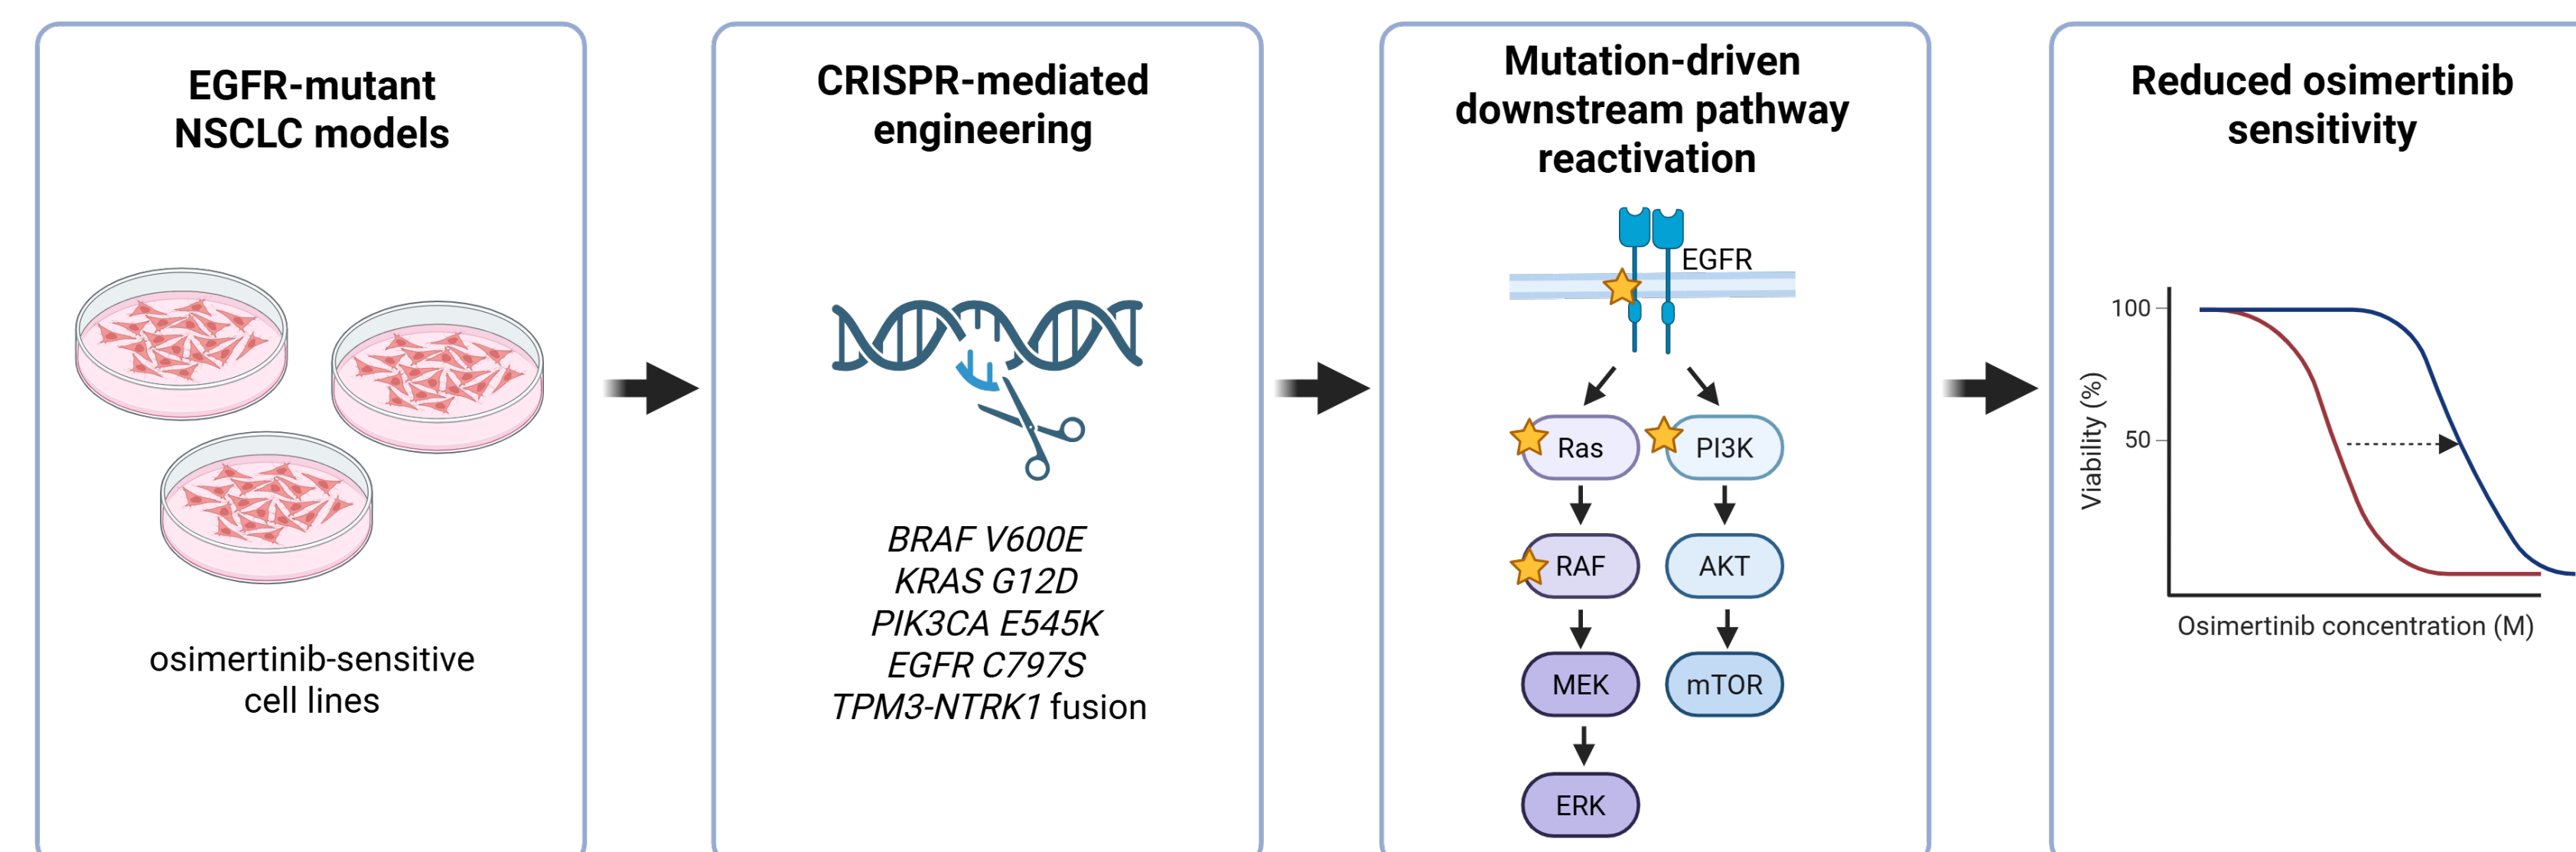 EGFR-mutant
NSCLC models
osimertinib-sensitive
cell lines
CRISPR-mediated
engineering
BRAF V600E
KRAS G12D
PIK3CA E545K
EGFR C797S
TPM3-NTRK1 fusion
Mutation-driven
downstream pathway
reactivation
EGFR
Ras
PI3K
RAF
AKT
MEK
mTOR
ERK
Reduced osimertinib
sensitivity
100
50
Viability (%)
Osimertinib concentration (M)